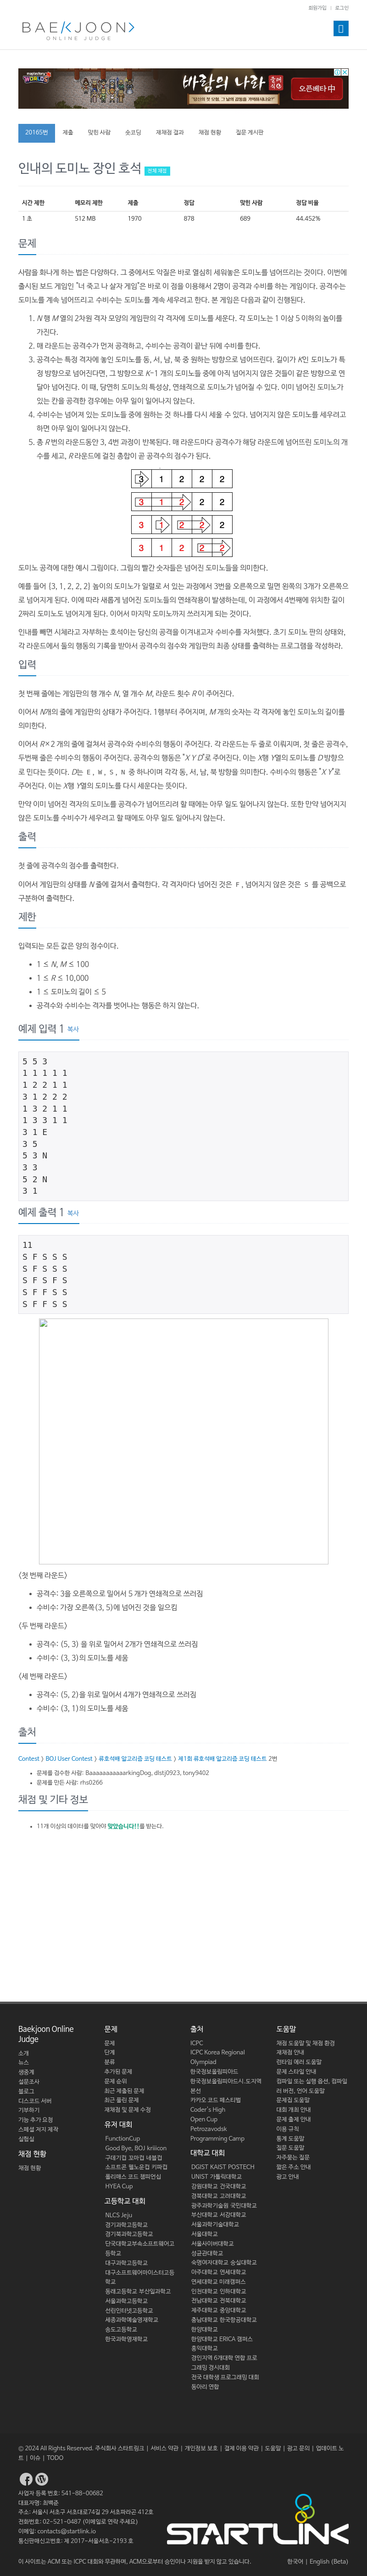 회원가입 | 로그인
BAEKJOON>
ONLINE JUDGE
바람의나라
오픈베타 中
20165번 제출 맞힌 사람 숏코딩 재채점 결과 채점 현황 질문 게시판
인내의 도미노 장인 호석
시간 제한 메모리 제한 제출 정답 맞힌 사람 정답 비율
1 초 512 MB 1970 878 689 44.452%
문제
사람을 화나게 하는 법은 다양하다. 그 중에서도 악질은 바로 열심히 세워놓은 도미노를 넘어뜨리는 것이다. 이번에
출시된 보드 게임인 "너 죽고 나 살자 게임"은 바로 이 점을 이용해서 2명이 공격과 수비를 하는 게임이다. 공격수는
도미노를 계속 넘어뜨리고 수비수는 도미노를 계속 세우려고 한다. 본 게임은 다음과 같이 진행된다.
1. N 행 M 열의 2차원 격자 모양의 게임판의 각 격자에 도미노를 세운다. 각 도미노는 1 이상 5 이하의 높이를
가진다.
2. 매 라운드는 공격수가 먼저 공격하고, 수비수는 공격이 끝난 뒤에 수비를 한다.
3. 공격수는 특정 격자에 놓인 도미노를 동, 서, 남, 북 중 원하는 방향으로 넘어뜨린다. 길이가 K인 도미노가 특
정 방향으로 넘어진다면, 그 방향으로 K-1 개의 도미노들 중에 아직 넘어지지 않은 것들이 같은 방향으로 연
달아 넘어진다. 이 때, 당연히 도미노의 특성상, 연쇄적으로 도미노가 넘어질 수 있다. 이미 넘어진 도미노가
있는 칸을 공격한 경우에는 아무 일이 일어나지 않는다.
4. 수비수는 넘어져 있는 도미노들 중에 원하는 것 하나를 다시 세울 수 있다. 넘어지지 않은 도미노를 세우려고
하면 아무 일이 일어나지 않는다.
5. 총 R 번의 라운드동안 3, 4번 과정이 반복된다. 매 라운드마다 공격수가 해당 라운드에 넘어뜨린 도미노의 개
수를 세고, R 라운드에 걸친 총합이 곧 공격수의 점수가 된다.
3 1 2 2 2
3 1 2 2 2
3 1 2 2 2
3 1 2 2 2
도미노 공격에 대한 예시 그림이다. 그림의 빨간 숫자들은 넘어진 도미노들을 의미한다.
예를 들어 {3, 1, 2, 2, 2} 높이의 도미노가 일렬로 서 있는 과정에서 3번을 오른쪽으로 밀면 왼쪽의 3개가 오른쪽으
로 넘어지게 된다. 이에 따라 새롭게 넘어진 도미노들의 연쇄작용이 발생하는데, 이 과정에서 4번째에 위치한 길이
2짜리 도미노도 넘어지게 된다. 이어서 마지막 도미노까지 쓰러지게 되는 것이다.
인내를 빼면 시체라고 자부하는 호석이는 당신의 공격을 이겨내고자 수비수를 자처했다. 초기 도미노 판의 상태와,
각 라운드에서 둘의 행동의 기록을 받아서 공격수의 점수와 게임판의 최종 상태를 출력하는 프로그램을 작성하라.
입력
첫 번째 줄에는 게임판의 행 개수 N, 열 개수 M, 라운드 횟수 R 이 주어진다.
이어서 N개의 줄에 게임판의 상태가 주어진다. 1행부터 주어지며, M 개의 숫자는 각 격자에 놓인 도미노의 길이를
의미한다.
이어서 R×2 개의 줄에 걸쳐서 공격수와 수비수의 행동이 주어진다. 각 라운드는 두 줄로 이뤄지며, 첫 줄은 공격수,
두번째 줄은 수비수의 행동이 주어진다. 공격수의 행동은 "X Y D"로 주어진다. 이는 X행 Y열의 도미노를 D 방향으
로 민다는 뜻이다. D는 E, W, S, N 중 하나이며 각각 동, 서, 남, 북 방향을 의미한다. 수비수의 행동은 "X Y"로
주어진다. 이는 X행 Y열의 도미노를 다시 세운다는 뜻이다.
만약 이미 넘어진 격자의 도미노를 공격수가 넘어뜨리려 할 때에는 아무 일도 일어나지 않는다. 또한 만약 넘어지지
않은 도미노를 수비수가 세우려고 할 때에도 아무 일도 일어나지 않는다.
출력
첫 줄에 공격수의 점수를 출력한다.
이어서 게임판의 상태를 N 줄에 걸쳐서 출력한다. 각 격자마다 넘어진 것은 F, 넘어지지 않은 것은 S 를 공백으로
구분하여 출력한다.
제한
입력되는 모든 값은 양의 정수이다.
• 1 ≤ N, M ≤ 100
• 1 ≤ R ≤ 10,000
• 1 ≤ 도미노의 길이 ≤ 5
• 공격수와 수비수는 격자를 벗어나는 행동은 하지 않는다.
예제 입력 1 복사
5 5 3
1 1 1 1 1
1 2 2 1 1
3 1 2 2 2
1 3 2 1 1
1 3 3 1 1
3 1 E
3 5
5 3 N
3 3
5 2 N
3 1
예제 출력 1 복사
11
S F S S S
S F S S S
S F S F S
S F F S S
S F F S S
(첫 번째 라운드)
• 공격수: 3을 오른쪽으로 밀어서 5 개가 연쇄적으로 쓰러짐
• 수비수: 가장 오른쪽(3, 5)에 넘어진 것을 일으킴
(두 번째 라운드)
• 공격수: (5, 3) 을 위로 밀어서 2개가 연쇄적으로 쓰러짐
• 수비수: (3, 3)의 도미노를 세움
(세 번째 라운드)
• 공격수: (5, 2)을 위로 밀어서 4개가 연쇄적으로 쓰러짐
• 수비수: (3, 1)의 도미노를 세움
출처
Contest > BOJ User Contest > 류호석배 알고리즘 코딩 테스트 > 제1회 류호석배 알고리즘 코딩 테스트 2번
• 문제를 검수한 사람: BaaaaaaaaaaarkingDog, dlstj0923, tony9402
• 문제를 만든 사람: rhs0266
채점 및 기타 정보
• 11개 이상의 데이터를 맞아야 맞았습니다!!를 받는다.
Baekjoon Online
Judge
소개
뉴스
생중계
설문조사
블로그
디스코드 서버
기부하기
기능 추가 요청
스페셜 저지 제작
실험실
채점 현황
채점 현황
문제
문제
단계
분류
추가된 문제
문제 순위
최근 제출된 문제
최근 풀린 문제
재채점 및 문제 수정
유저 대회
FunctionCup
Good Bye, BOJ kriiicon
구데기컵 꼬마컵 네블컵
소프트콘 웰노운컵 키파컵
플리헤스 코드 챔피언십
HYEA Cup
고등학교 대회
NLCS Jeju
경기과학고등학교
경기북과학고등학교
단국대학교부속소프트웨어고
등학교
대구과학고등학교
대구소프트웨어마이스터고등
학교
동래고등학교 부산일과학고
서울과학고등학교
선린인터넷고등학교
세종과학예술영재학교
숭도고등학교
한국과학영재학교
출처
ICPC
ICPC Korea Regional
Olympiad
한국정보올림피아드
한국정보올림피아드시.도지역
본선
카카오 코드 페스티벌
Coder's High
Open Cup
Petrozavodsk
Programming Camp
대학교 대회
DGIST KAIST POSTECH
UNIST 가톨릭대학교
강원대학교 건국대학교
경북대학교 고려대학교
광주과학기술원 국민대학교
부산대학교 서강대학교
서울과학기술대학교
서울대학교
서울사이버대학교
성균관대학교
숙명여자대학교 숭실대학교
아주대학교 연세대학교
연세대학교 미래캠퍼스
인천대학교 인하대학교
전남대학교 전북대학교
제주대학교 중앙대학교
충남대학교 한국항공대학교
한양대학교
한양대학교 ERICA 캠퍼스
홍익대학교
경인지역 6개대학 연합 프로
그래밍 경시대회
전국 대학생 프로그래밍 대회
동아리 연합
도움말
채점 도움말 및 채점 환경
재채점 안내
런타임 에러 도움말
문제 스타일 안내
컴파일 또는 실행 옵션, 컴파일
러 버전, 언어 도움말
문제집 도움말
대회 개최 안내
문제 출제 안내
이용 규칙
통계 도움말
질문 도움말
자주묻는 질문
짧은 주소 안내
광고 안내
© 2024 All Rights Reserved. 주식회사 스타트링크 | 서비스 약관 | 개인정보 보호 | 결제 이용 약관 | 도움말 | 광고 문의 | 업데이트 노
트 | 이슈 | TODO
사업자 등록 번호: 541-88-00682
대표자명: 최백준
주소: 서울시 서초구 서초대로74길 29 서초파라곤 412호
전화번호: 02-521-0487 (이메일로 연락 주세요)
이메일: contacts@startlink.io
통신판매신고번호: 제 2017-서울서초-2193 호
STARTLINK
이 사이트는 ACM 또는 ICPC 대회와 무관하며, ACM으로부터 승인이나 지원을 받지 않고 있습니다.
한국어 | English (Beta)